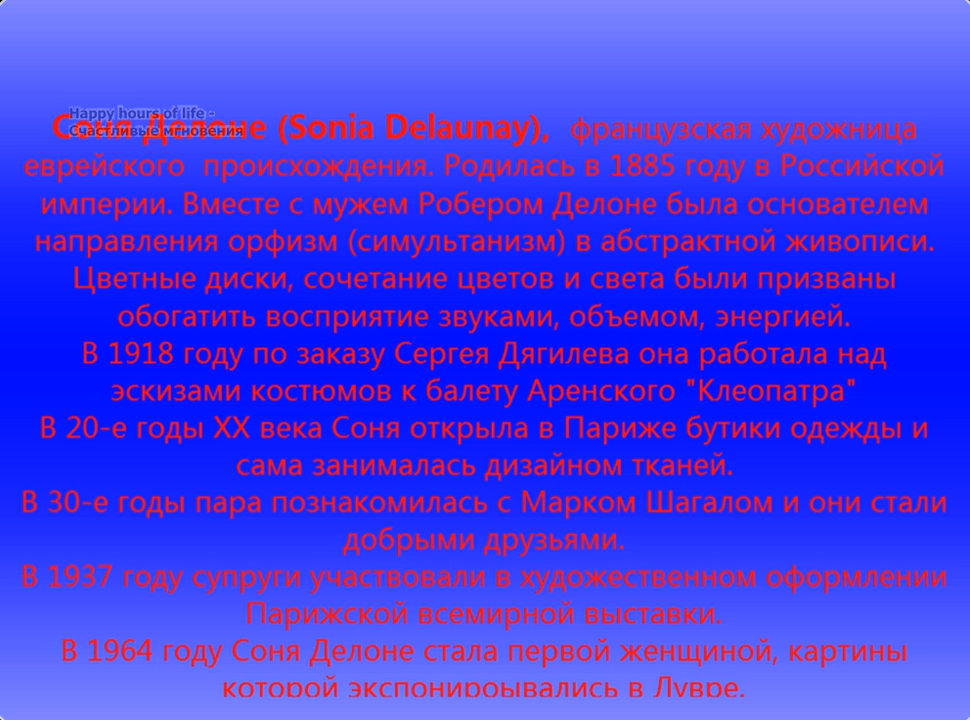 Happy hours of life -
Счастливые мгновения
Соня Делоне (Sonia Delaunay), французская художница
еврейского происхождения. Родилась в 1885 году в Российской
империи. Вместе с мужем Робером Делоне была основателем
направления орфизм (симультанизм) в абстрактной живописи.
Цветные диски, сочетание цветов и света были призваны
обогатить восприятие звуками, объемом, энергией.
В 1918 году по заказу Сергея Дягилева она работала над
эскизами костюмов к балету Аренского "Клеопатра"
В 20-е годы XX века Соня открыла в Париже бутики одежды и
сама занималась дизайном тканей.
В 30-е годы пара познакомилась с Марком Шагалом и они стали
добрыми друзьями.
В 1937 году супруги участвовали в художественном оформлении
Парижской всемирной выставки.
В 1964 году Соня Делоне стала первой женщиной, картины
которой экспонироывались в Лувре.